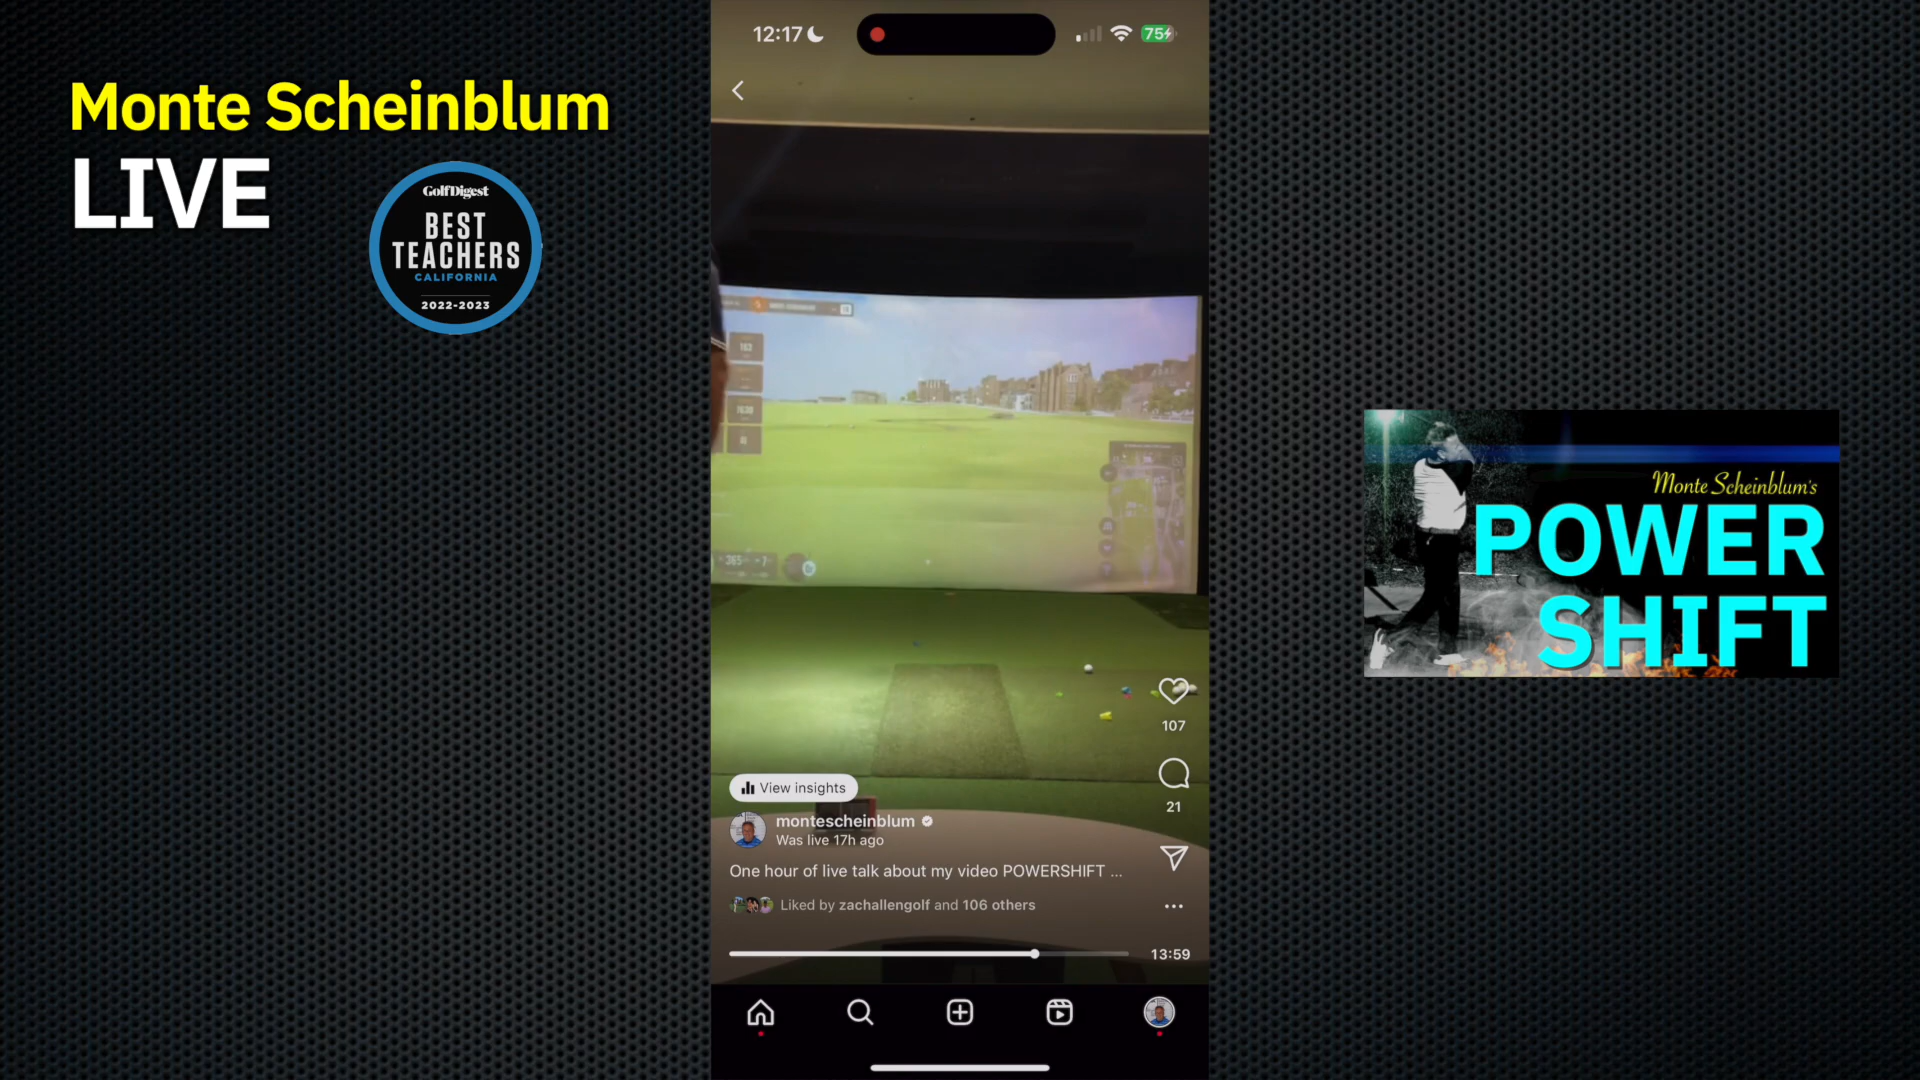 Monte Scheinblum
LIVE
GolfDigest
BEST
TEACHERS
CALIFORNIA
2022-2023
12:17
75
View insights
montescheinblum
Was live 17h ago
One hour of live talk about my video POWERSHIFT ...
Liked by zachallengolf and 106 others
107
21
13:59
Monte Scheinblum's
POWER
SHIFT